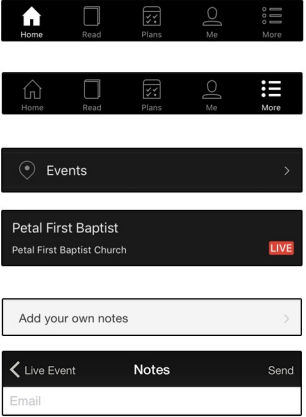 Home Read Plans Me More
Home Read Plans Me More
Events
Petal First Baptist
Petal First Baptist Church LIVE
Add your own notes
Live Event Notes Send
Email